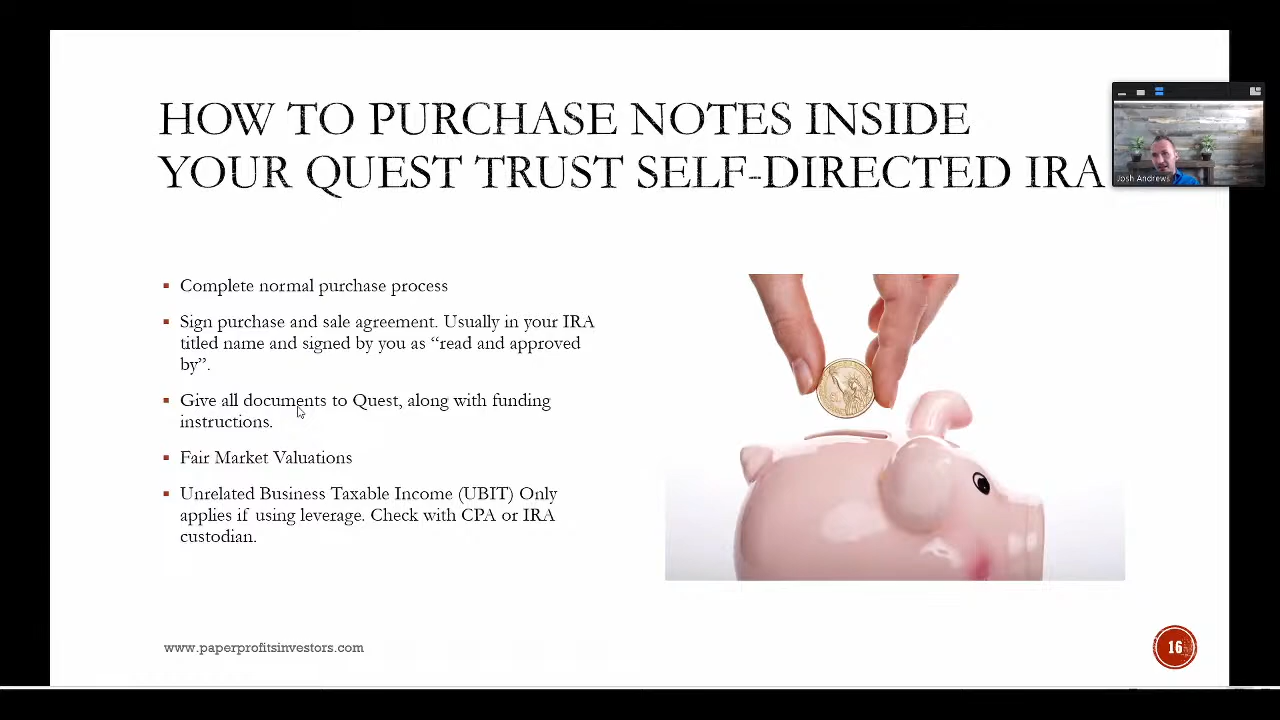 HOW TO PURCHASE NOTES INSIDE
YOUR QUEST TRUST SELF-DIRECTED IRA
Josh Andrews
Complete normal purchase process
Sign purchase and sale agreement. Usually in your IRA
titled name and signed by you as “read and approved
by”.
Give all documents to Quest, along with funding
instructions.
Fair Market Valuations
Unrelated Business Taxable Income (UBIT) Only
applies if using leverage. Check with CPA or IRA
custodian.
www.paperprofitsinvestors.com
16